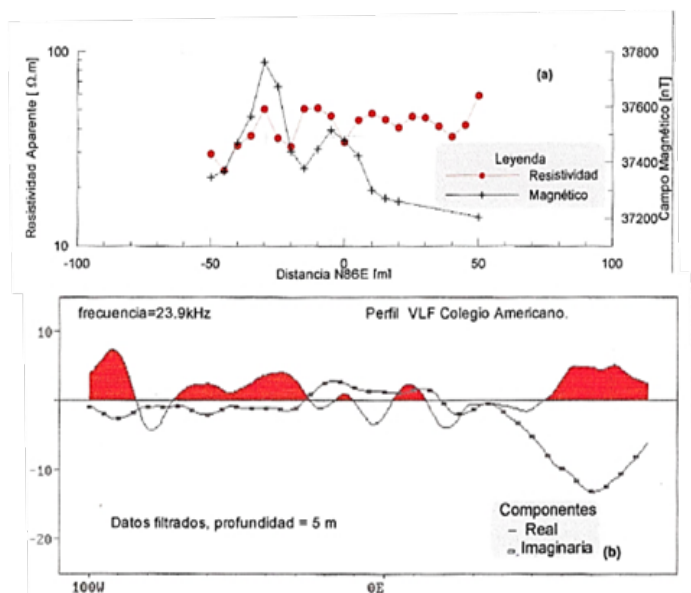 100
37800
(a)
Resistividad Aparente [ Ω.m]
Campo Magnético [nT]
37600
Leyenda
Resistividad
Magnético
37400
37200
10
-100
-50
0
50
100
Distancia N86E [m]
frecuencia=23.9kHz
Perfil VLF Colegio Americano.
10
0
-10
-20
Datos filtrados, profundidad = 5 m
Componentes
Real
Imaginaria
(b)
100W
0E